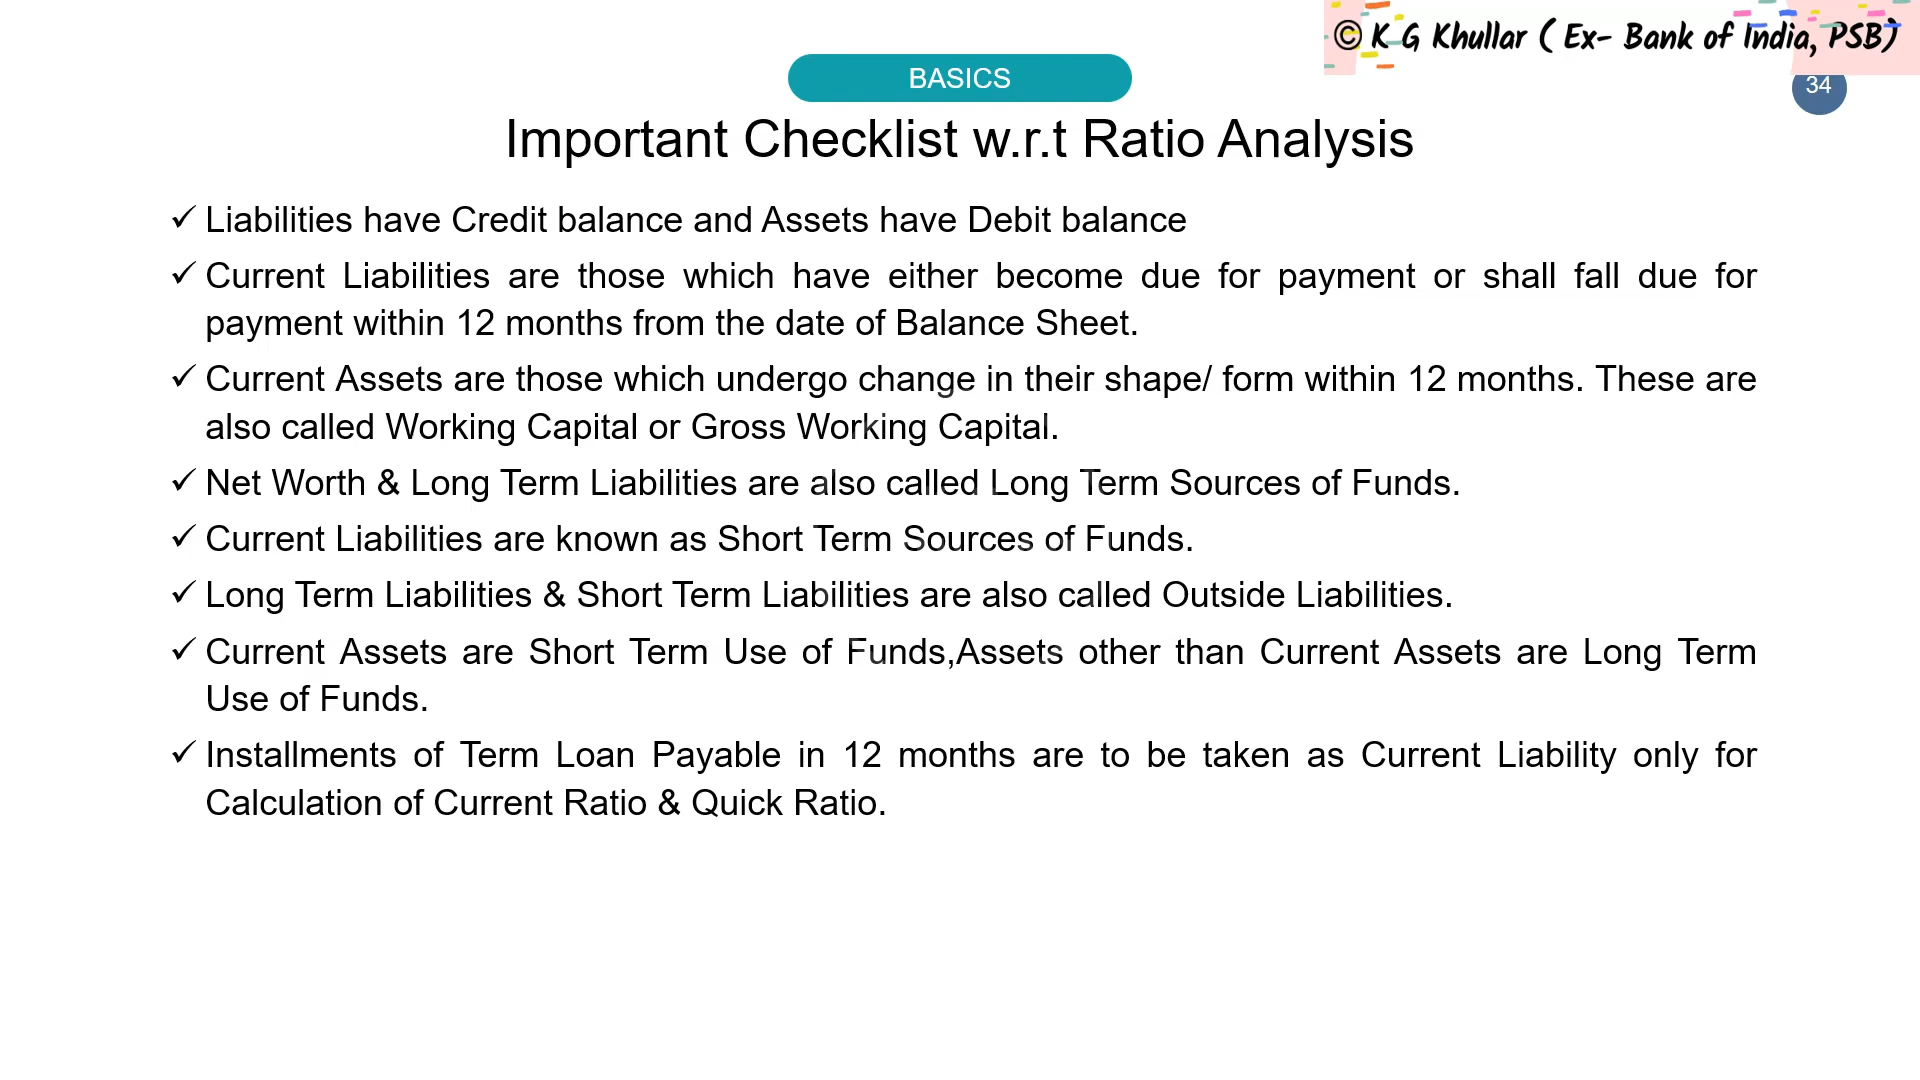 © K G Khullar ( Ex- Bank of India, PSB)
BASICS
34
Important Checklist w.r.t Ratio Analysis
✓ Liabilities have Credit balance and Assets have Debit balance
✓ Current Liabilities are those which have either become due for payment or shall fall due for
payment within 12 months from the date of Balance Sheet.
✓ Current Assets are those which undergo change in their shape/ form within 12 months. These are
also called Working Capital or Gross Working Capital.
✓ Net Worth & Long Term Liabilities are also called Long Term Sources of Funds.
✓ Current Liabilities are known as Short Term Sources of Funds.
✓ Long Term Liabilities & Short Term Liabilities are also called Outside Liabilities.
✓ Current Assets are Short Term Use of Funds,Assets other than Current Assets are Long Term
Use of Funds.
✓ Installments of Term Loan Payable in 12 months are to be taken as Current Liability only for
Calculation of Current Ratio & Quick Ratio.